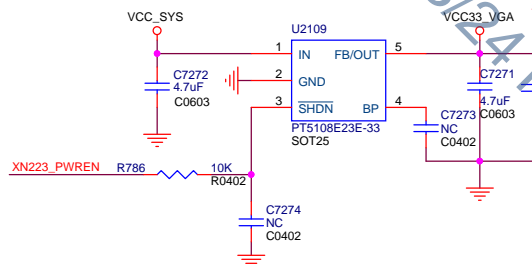 VCC_SYS
VCC33_VGA
U2109
1 IN FB/OUT 5
2 GND
3 SHDN BP 4
PT5108E23E-33
SOT25
C7272
4.7uF
C0603
C7271
4.7uF
C0603
C7273
NC
C0402
XN223_PWREN R786 10K
R0402
C7274
NC
C0402